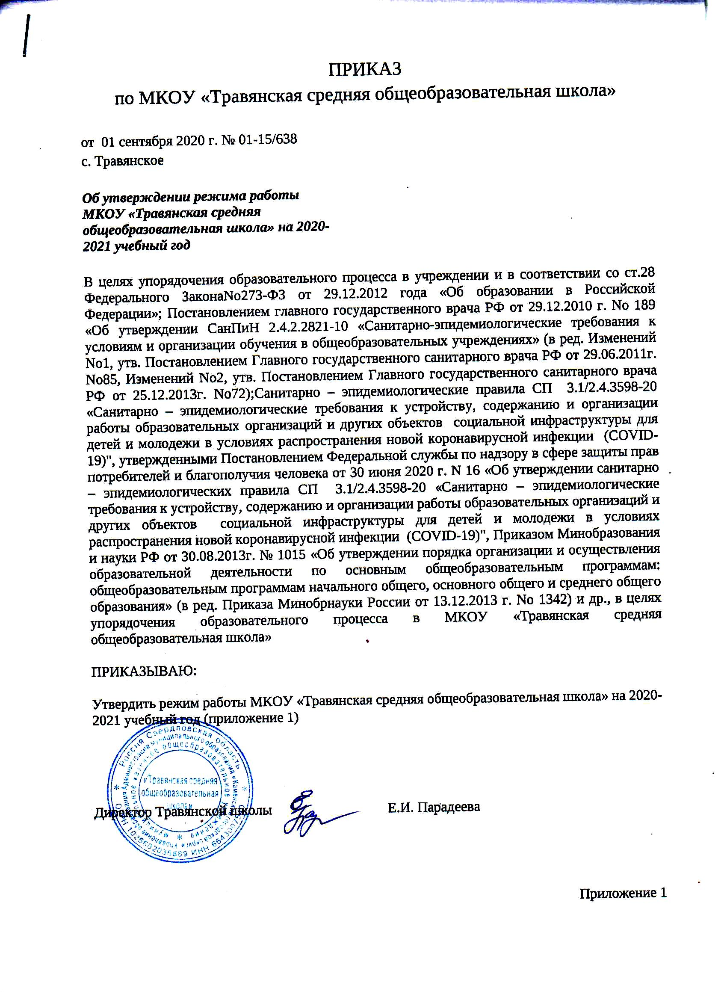 ПРИКАЗ
по МКОУ «Травянская средняя общеобразовательная школа»
от 01 сентября 2020 г. № 01-15/638
с. Травянское
Об утверждении режима работы
МКОУ «Травянская средняя
общеобразовательная школа» на 2020-
2021 учебный год
В целях упорядочения образовательного процесса в учреждении и в соответствии со ст.28
Федерального ЗаконаNo273-ФЗ от 29.12.2012 года «Об образовании в Российской
Федерации»; Постановлением главного государственного врача РФ от 29.12.2010 г. No 189
«Об утверждении СанПиН 2.4.2.2821-10 «Санитарно-эпидемиологические требования к
условиям и организации обучения в общеобразовательных учреждениях» (в ред. Изменений
No1, утв. Постановлением Главного государственного санитарного врача РФ от 29.06.2011г.
No85, Изменений No2, утв. Постановлением Главного государственного санитарного врача
РФ от 25.12.2013г. No72);Санитарно – эпидемиологические правила СП 3.1/2.4.3598-20
«Санитарно – эпидемиологические требования к устройству, содержанию и организации
работы образовательных организаций и других объектов социальной инфраструктуры для
детей и молодежи в условиях распространения новой коронавирусной инфекции (COVID-
19)", утвержденными Постановлением Федеральной службы по надзору в сфере защиты прав
потребителей и благополучия человека от 30 июня 2020 г. N 16 «Об утверждении санитарно
– эпидемиологических правила СП 3.1/2.4.3598-20 «Санитарно – эпидемиологические
требования к устройству, содержанию и организации работы образовательных организаций и
других объектов социальной инфраструктуры для детей и молодежи в условиях
распространения новой коронавирусной инфекции (COVID-19)", Приказом Минобразования
и науки РФ от 30.08.2013г. № 1015 «Об утверждении порядка организации и осуществления
образовательной деятельности по основным общеобразовательным программам:
общеобразовательным программам начального общего, основного общего и среднего общего
образования» (в ред. Приказа Минобрнауки России от 13.12.2013 г. No 1342) и др., в целях
упорядочения образовательного процесса в МКОУ «Травянская средняя
общеобразовательная школа»
ПРИКАЗЫВАЮ:
Утвердить режим работы МКОУ «Травянская средняя общеобразовательная школа» на 2020-
2021 учебный год (приложение 1)
Россия Свердловская область
«Травянская средняя
общеобразовательная
школа»
Директор Травянской школы
Е.И. Парадеева
Приложение 1